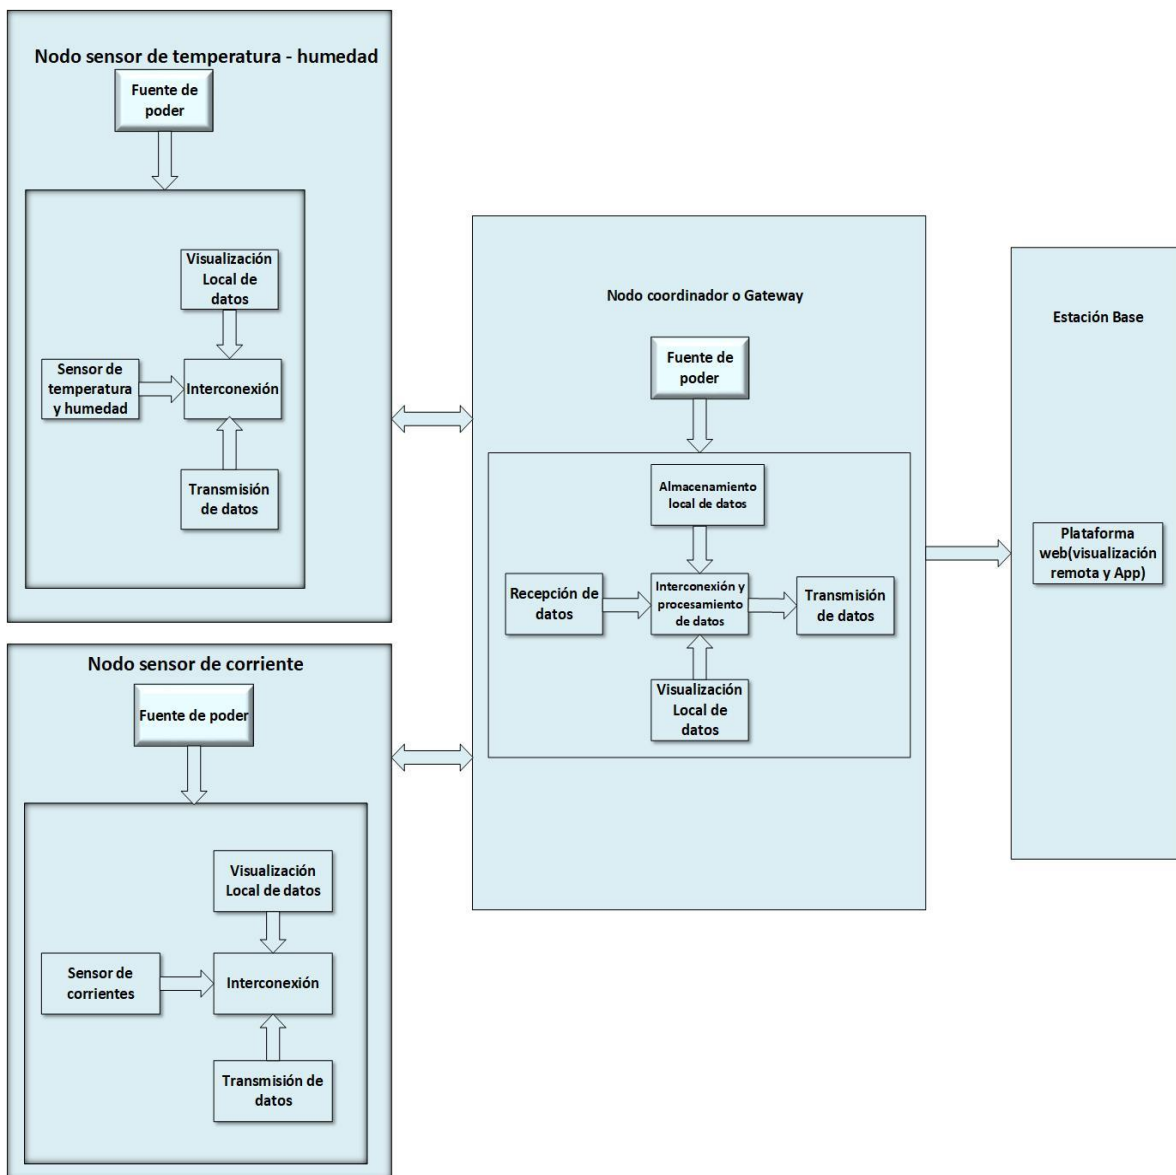 Nodo sensor de temperatura - humedad
Fuente de
poder
Visualización
Local de
datos
Sensor de
temperatura
y humedad
Interconexión
Transmisión
de datos
Nodo sensor de corriente
Fuente de poder
Visualización
Local de datos
Sensor de
corrientes
Interconexión
Transmisión de
datos
Nodo coordinador o Gateway
Fuente de
poder
Almacenamiento
local de datos
Recepción de
datos
Interconexión y
procesamiento
de datos
Transmisión
de datos
Visualización
Local de
datos
Estación Base
Plataforma
web(visualización
remota y App)